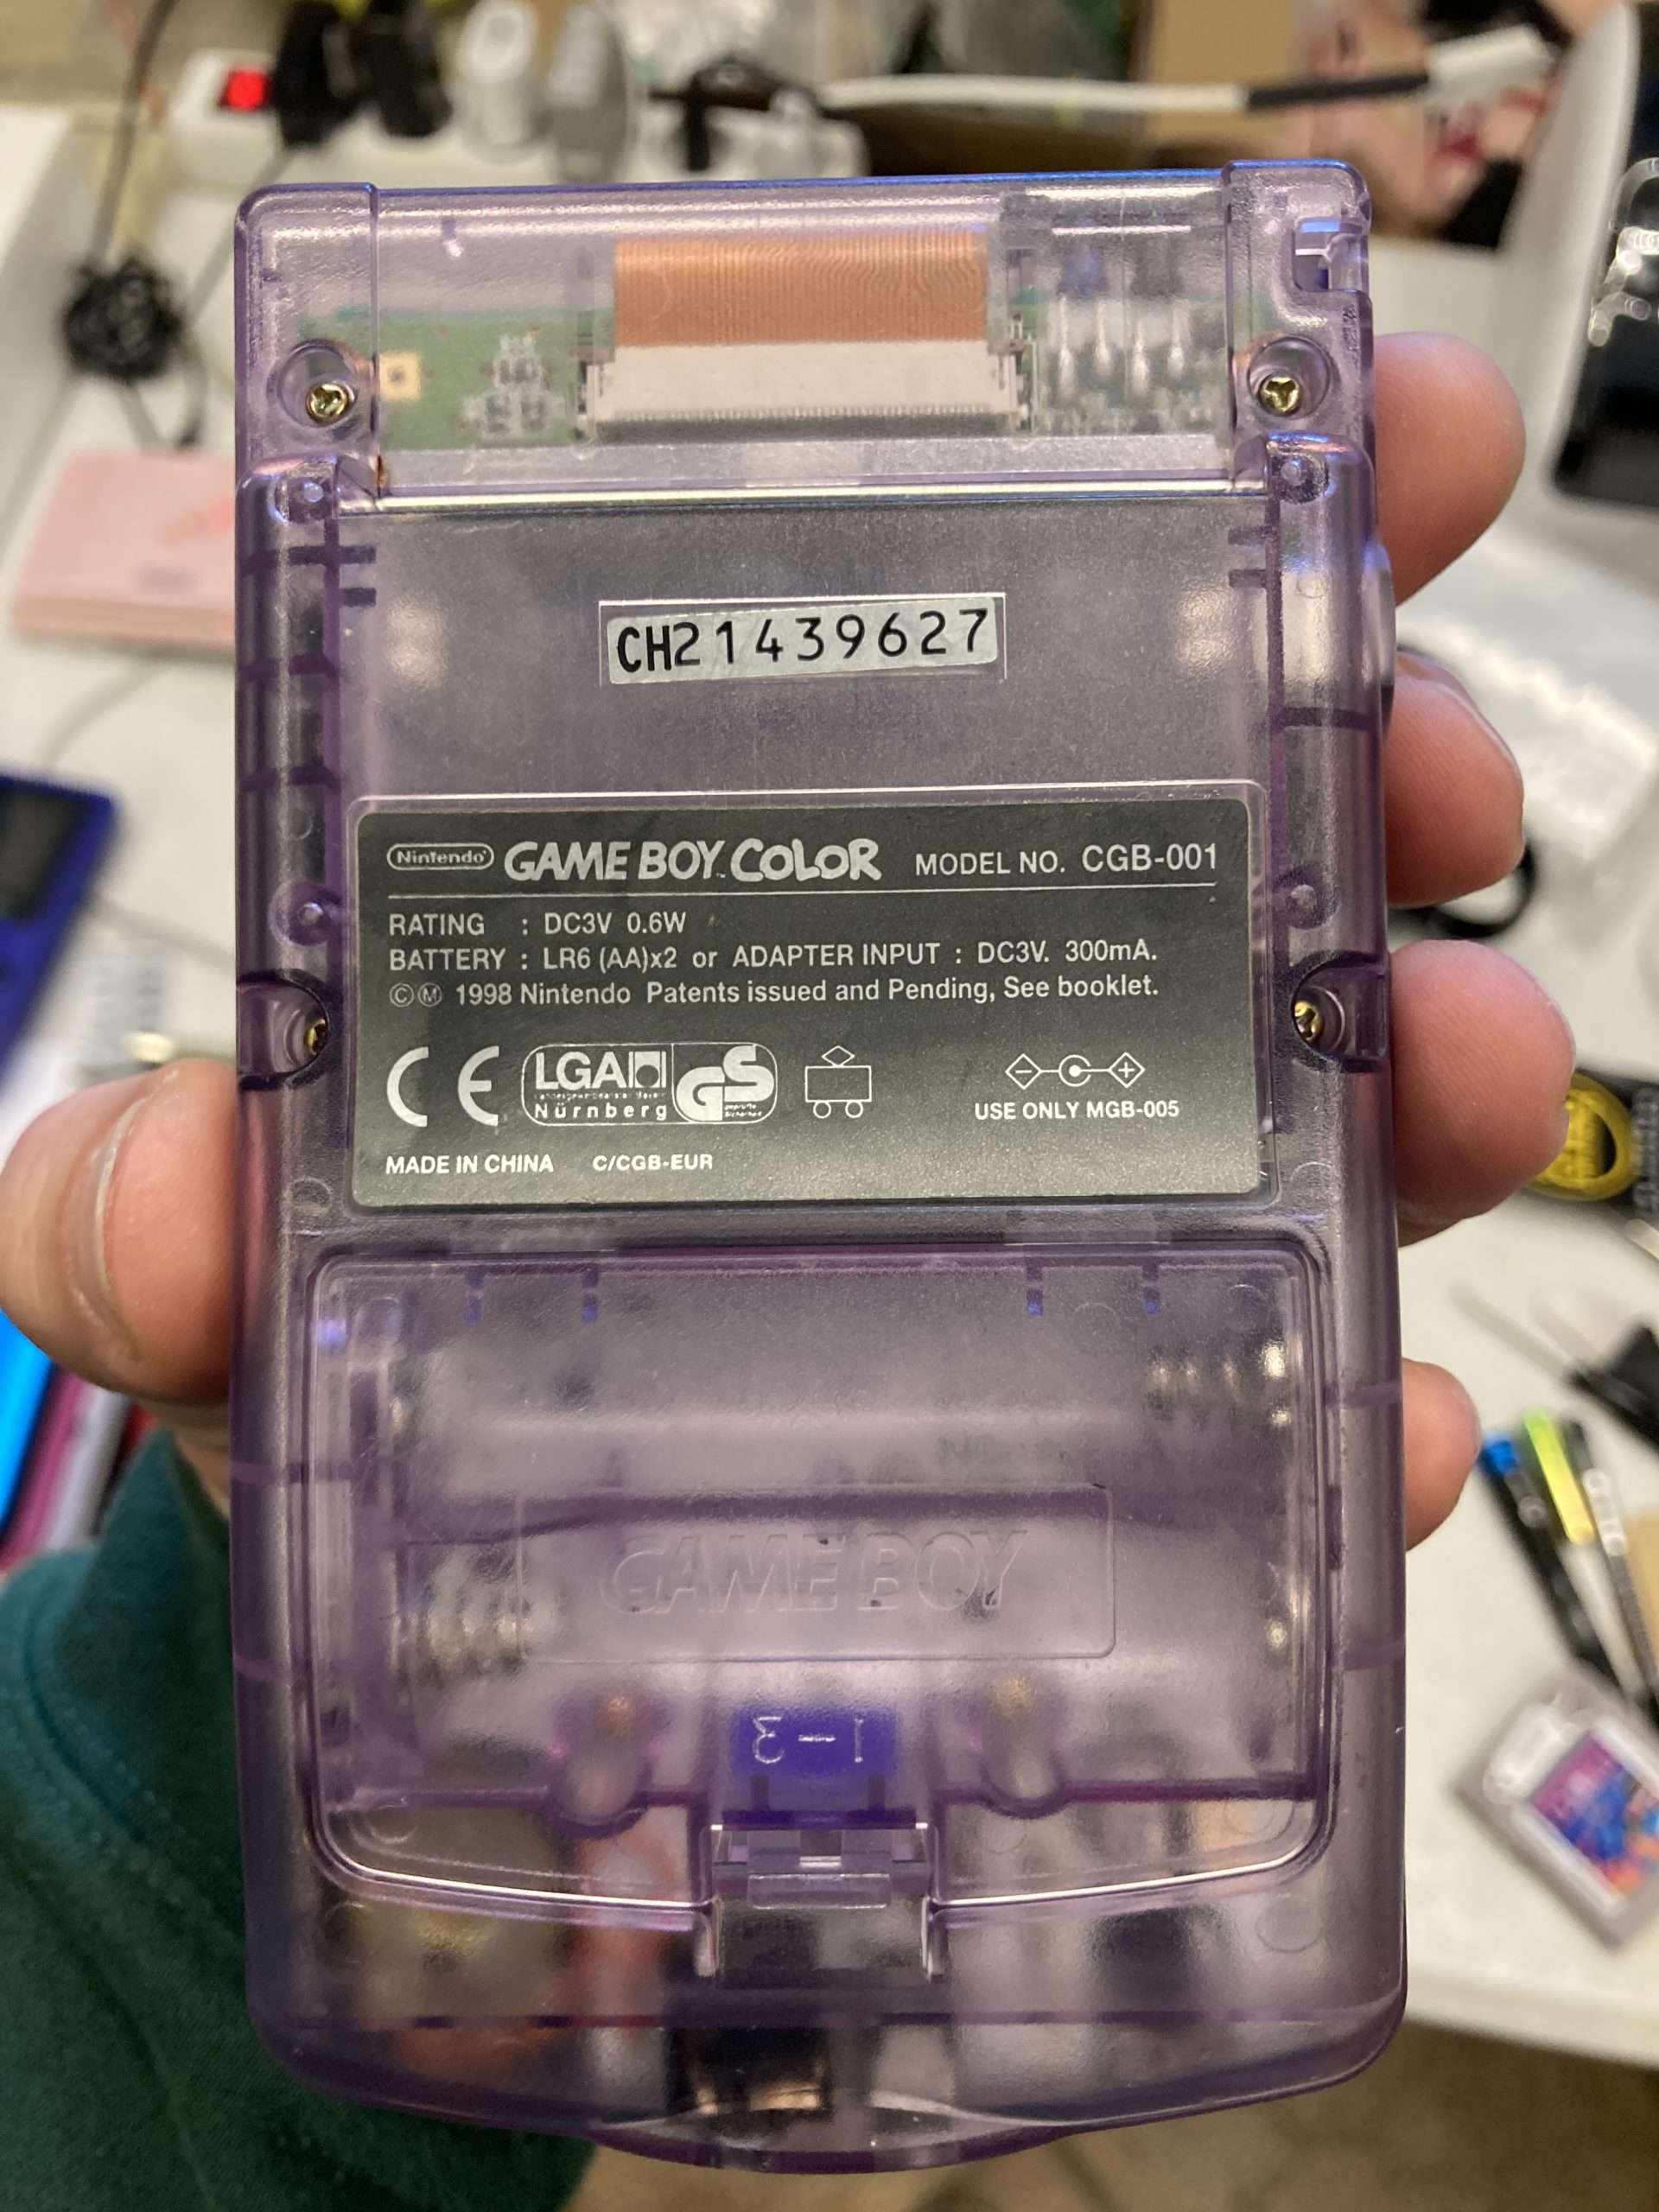 CH21439627
Nintendo GAME BOY COLOR MODEL NO. CGB-001
RATING : DC3V 0.6W
BATTERY : LR6 (AA)x2 or ADAPTER INPUT : DC3V. 300mA.
©Ⓜ 1998 Nintendo Patents issued and Pending, See booklet.
CE LGA GS
Nürnberg
USE ONLY MGB-005
MADE IN CHINA C/CGB-EUR
GAME BOY
1-3